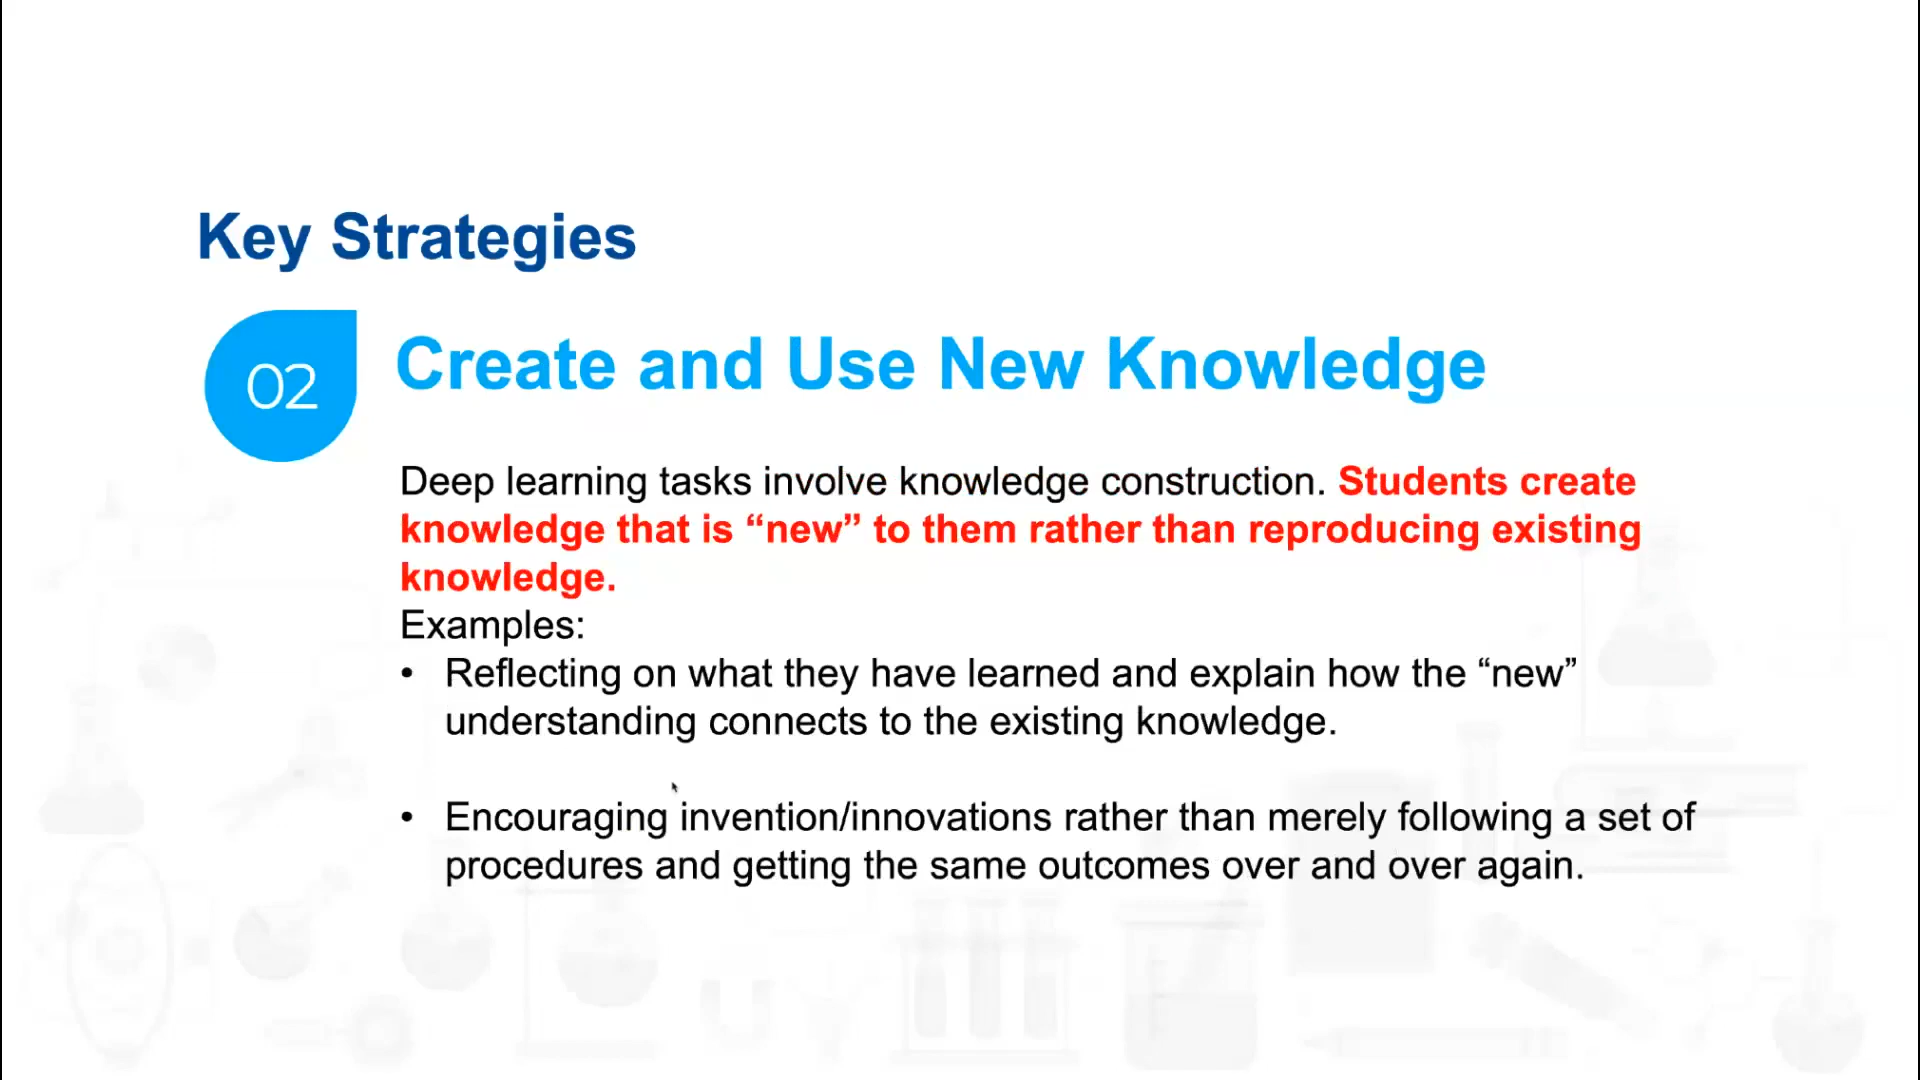 Key Strategies
02
Create and Use New Knowledge
Deep learning tasks involve knowledge construction. Students create
knowledge that is “new” to them rather than reproducing existing
knowledge.
Examples:
• Reflecting on what they have learned and explain how the “new”
understanding connects to the existing knowledge.
• Encouraging invention/innovations rather than merely following a set of
procedures and getting the same outcomes over and over again.